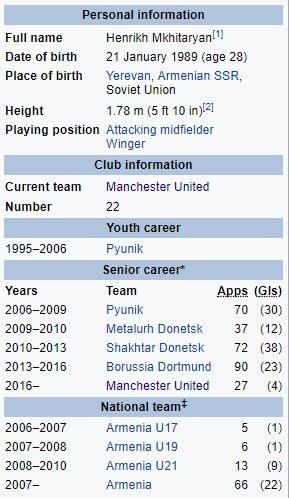 Personal information
Full name Henrikh Mkhitaryan[1]
Date of birth 21 January 1989 (age 28)
Place of birth Yerevan, Armenian SSR,
Soviet Union
Height 1.78 m (5 ft 10 in)[2]
Playing position Attacking midfielder
Winger
Club information
Current team Manchester United
Number 22
Youth career
1995–2006 Pyunik
Senior career*
Years Team Apps (Gls)
2006–2009 Pyunik 70 (30)
2009–2010 Metalurh Donetsk 37 (12)
2010–2013 Shakhtar Donetsk 72 (38)
2013–2016 Borussia Dortmund 90 (23)
2016– Manchester United 27 (4)
National team‡
2006–2007 Armenia U17 5 (1)
2007–2008 Armenia U19 6 (1)
2008–2010 Armenia U21 13 (9)
2007– Armenia 66 (22)